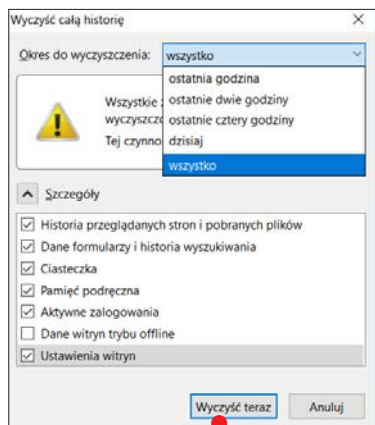 Wyczyść całą historię
Okres do wyczyszczenia: wszystko
ostatnia godzina
ostatnie dwie godziny
ostatnie cztery godziny
dzisiaj
wszystko
Wszystkie
Tej
Szczegóły
Historia przeglądanych stron i pobranych plików
Dane formularzy i historia wyszukiwania
Ciasteczka
Pamięć podręczna
Aktywne zalogowania
Dane witryn trybu offline
Ustawienia witryn
Wyczyść teraz Anuluj